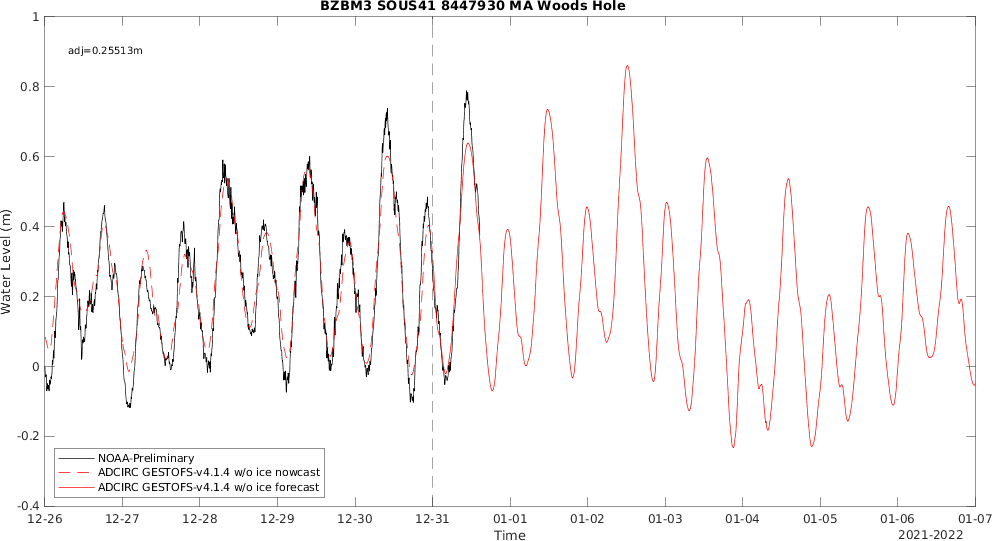 BZBM3 SOUS41 8447930 MA Woods Hole
adj=0.25513m
Water Level (m)
1
0.8
0.6
0.4
0.2
0
-0.2
-0.4
NOAA-Preliminary
ADCIRC GESTOFS-v4.1.4 w/o ice nowcast
ADCIRC GESTOFS-v4.1.4 w/o ice forecast
12-26 12-27 12-28 12-29 12-30 12-31 01-01 01-02 01-03 01-04 01-05 01-06 01-07
Time
2021-2022